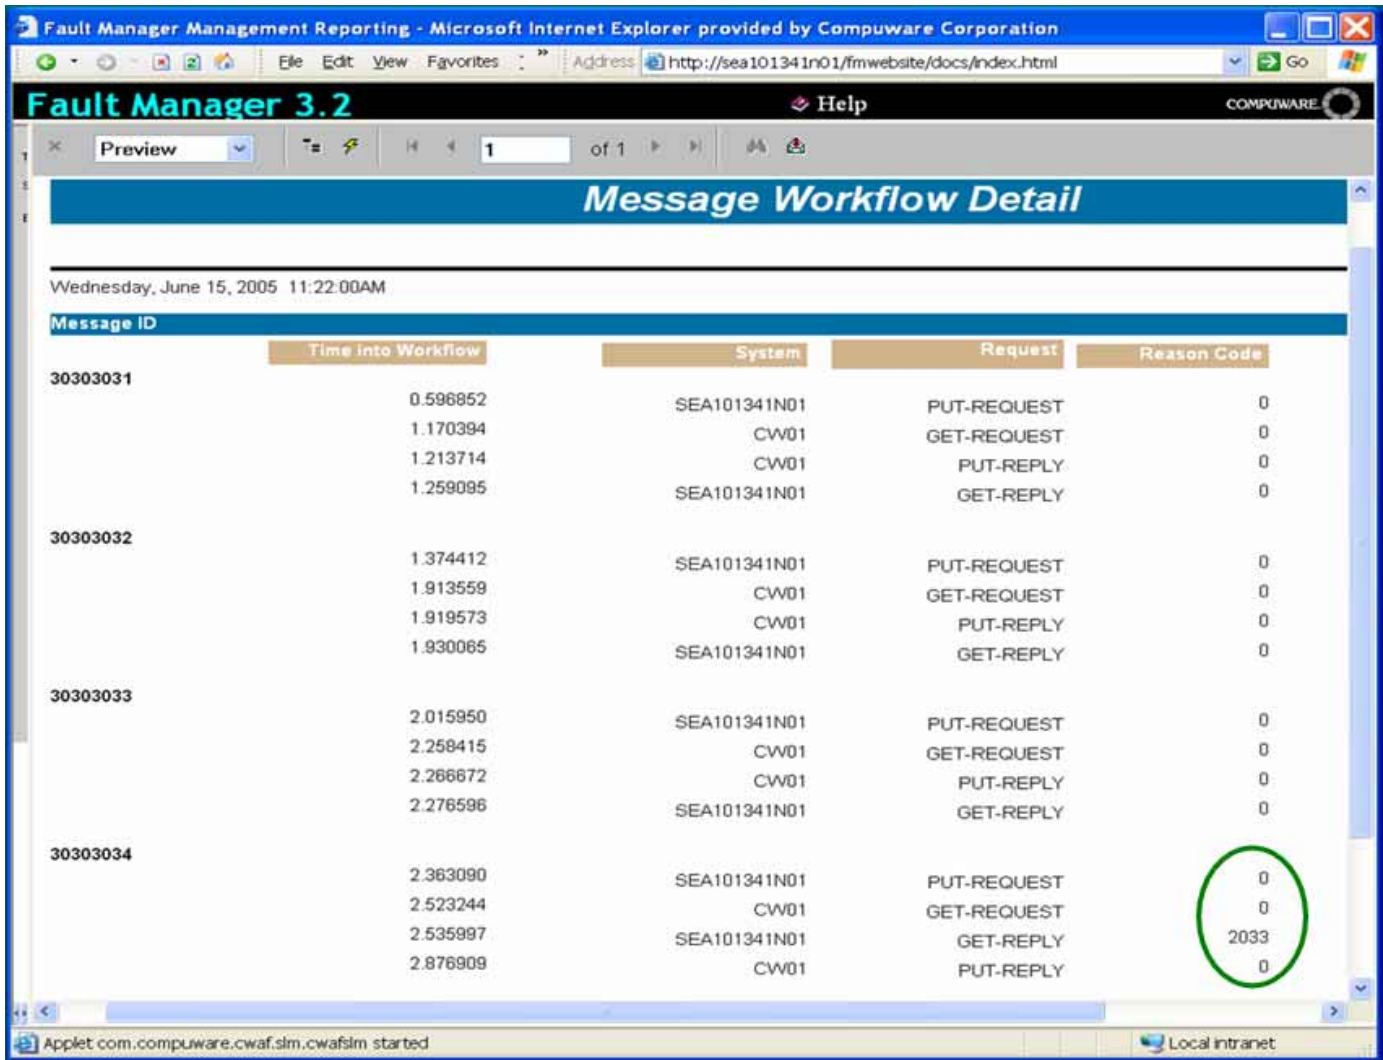 Fault Manager Management Reporting - Microsoft Internet Explorer provided by Compuware Corporation
File Edit View Favorites » Address http://sea101341n01/fmwebsite/docs/index.html Go
Fault Manager 3.2 Help COMPUWARE
Preview 1 of 1
Message Workflow Detail
Wednesday, June 15, 2005 11:22:00AM
Message ID
Time into Workflow System Request Reason Code
30303031
0.596852 SEA101341N01 PUT-REQUEST 0
1.170394 CW01 GET-REQUEST 0
1.213714 CW01 PUT-REPLY 0
1.259095 SEA101341N01 GET-REPLY 0
30303032
1.374412 SEA101341N01 PUT-REQUEST 0
1.913559 CW01 GET-REQUEST 0
1.919573 CW01 PUT-REPLY 0
1.930065 SEA101341N01 GET-REPLY 0
30303033
2.015950 SEA101341N01 PUT-REQUEST 0
2.258415 CW01 GET-REQUEST 0
2.266672 CW01 PUT-REPLY 0
2.276596 SEA101341N01 GET-REPLY 0
30303034
2.363090 SEA101341N01 PUT-REQUEST 0
2.523244 CW01 GET-REQUEST 0
2.535997 SEA101341N01 GET-REPLY 2033
2.876909 CW01 PUT-REPLY 0
Applet com.compuware.cwaf.slm.cwafslm started Local intranet